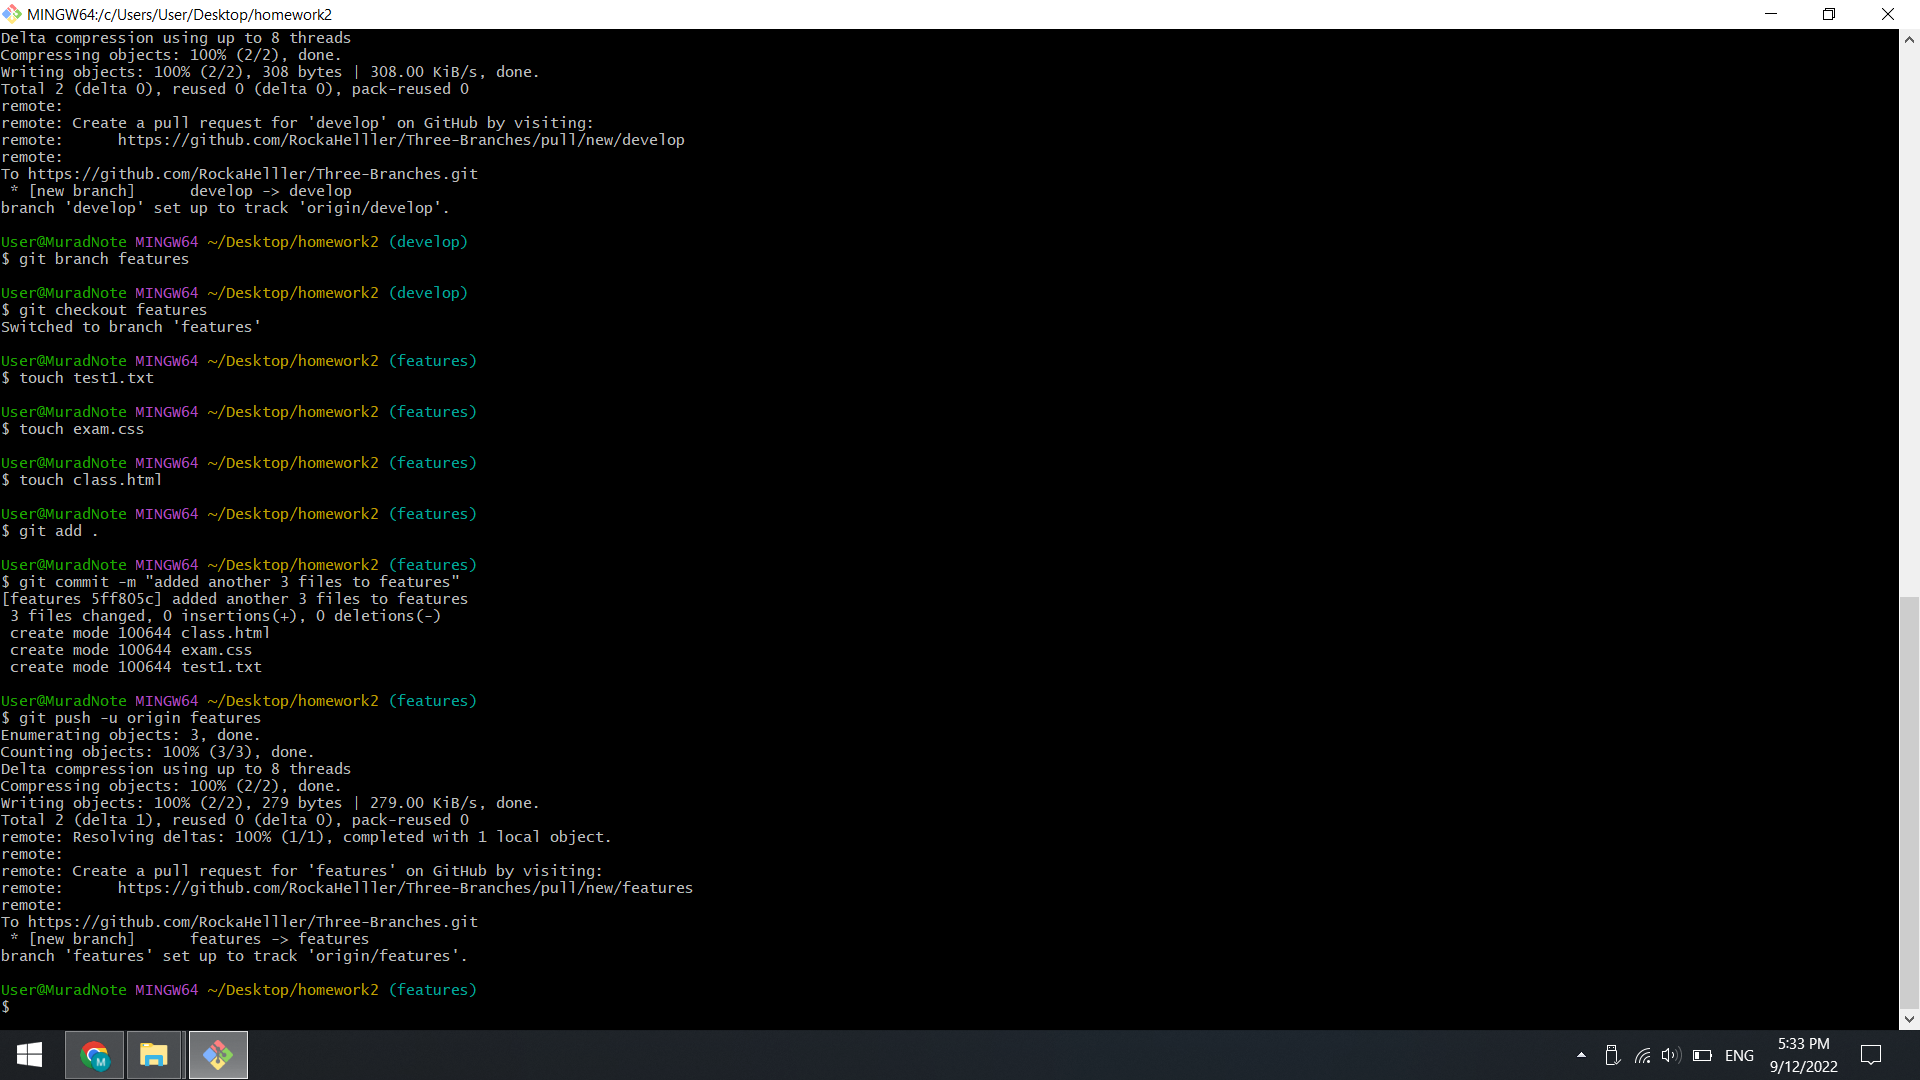 MINGW64:/c/Users/User/Desktop/homework2
Delta compression using up to 8 threads
Compressing objects: 100% (2/2), done.
Writing objects: 100% (2/2), 308 bytes | 308.00 KiB/s, done.
Total 2 (delta 0), reused 0 (delta 0), pack-reused 0
remote:
remote: Create a pull request for 'develop' on GitHub by visiting:
remote:      https://github.com/RockaHelller/Three-Branches/pull/new/develop
remote:
To https://github.com/RockaHelller/Three-Branches.git
 * [new branch]      develop -> develop
branch 'develop' set up to track 'origin/develop'.
User@MuradNote MINGW64 ~/Desktop/homework2 (develop)
$ git branch features
User@MuradNote MINGW64 ~/Desktop/homework2 (develop)
$ git checkout features
Switched to branch 'features'
User@MuradNote MINGW64 ~/Desktop/homework2 (features)
$ touch test1.txt
User@MuradNote MINGW64 ~/Desktop/homework2 (features)
$ touch exam.css
User@MuradNote MINGW64 ~/Desktop/homework2 (features)
$ touch class.html
User@MuradNote MINGW64 ~/Desktop/homework2 (features)
$ git add .
User@MuradNote MINGW64 ~/Desktop/homework2 (features)
$ git commit -m "added another 3 files to features"
[features 5ff805c] added another 3 files to features
 3 files changed, 0 insertions(+), 0 deletions(-)
 create mode 100644 class.html
 create mode 100644 exam.css
 create mode 100644 test1.txt
User@MuradNote MINGW64 ~/Desktop/homework2 (features)
$ git push -u origin features
Enumerating objects: 3, done.
Counting objects: 100% (3/3), done.
Delta compression using up to 8 threads
Compressing objects: 100% (2/2), done.
Writing objects: 100% (2/2), 279 bytes | 279.00 KiB/s, done.
Total 2 (delta 1), reused 0 (delta 0), pack-reused 0
remote: Resolving deltas: 100% (1/1), completed with 1 local object.
remote:
remote: Create a pull request for 'features' on GitHub by visiting:
remote:      https://github.com/RockaHelller/Three-Branches/pull/new/features
remote:
To https://github.com/RockaHelller/Three-Branches.git
 * [new branch]      features -> features
branch 'features' set up to track 'origin/features'.
User@MuradNote MINGW64 ~/Desktop/homework2 (features)
$
M
ENG
5:33 PM
9/12/2022